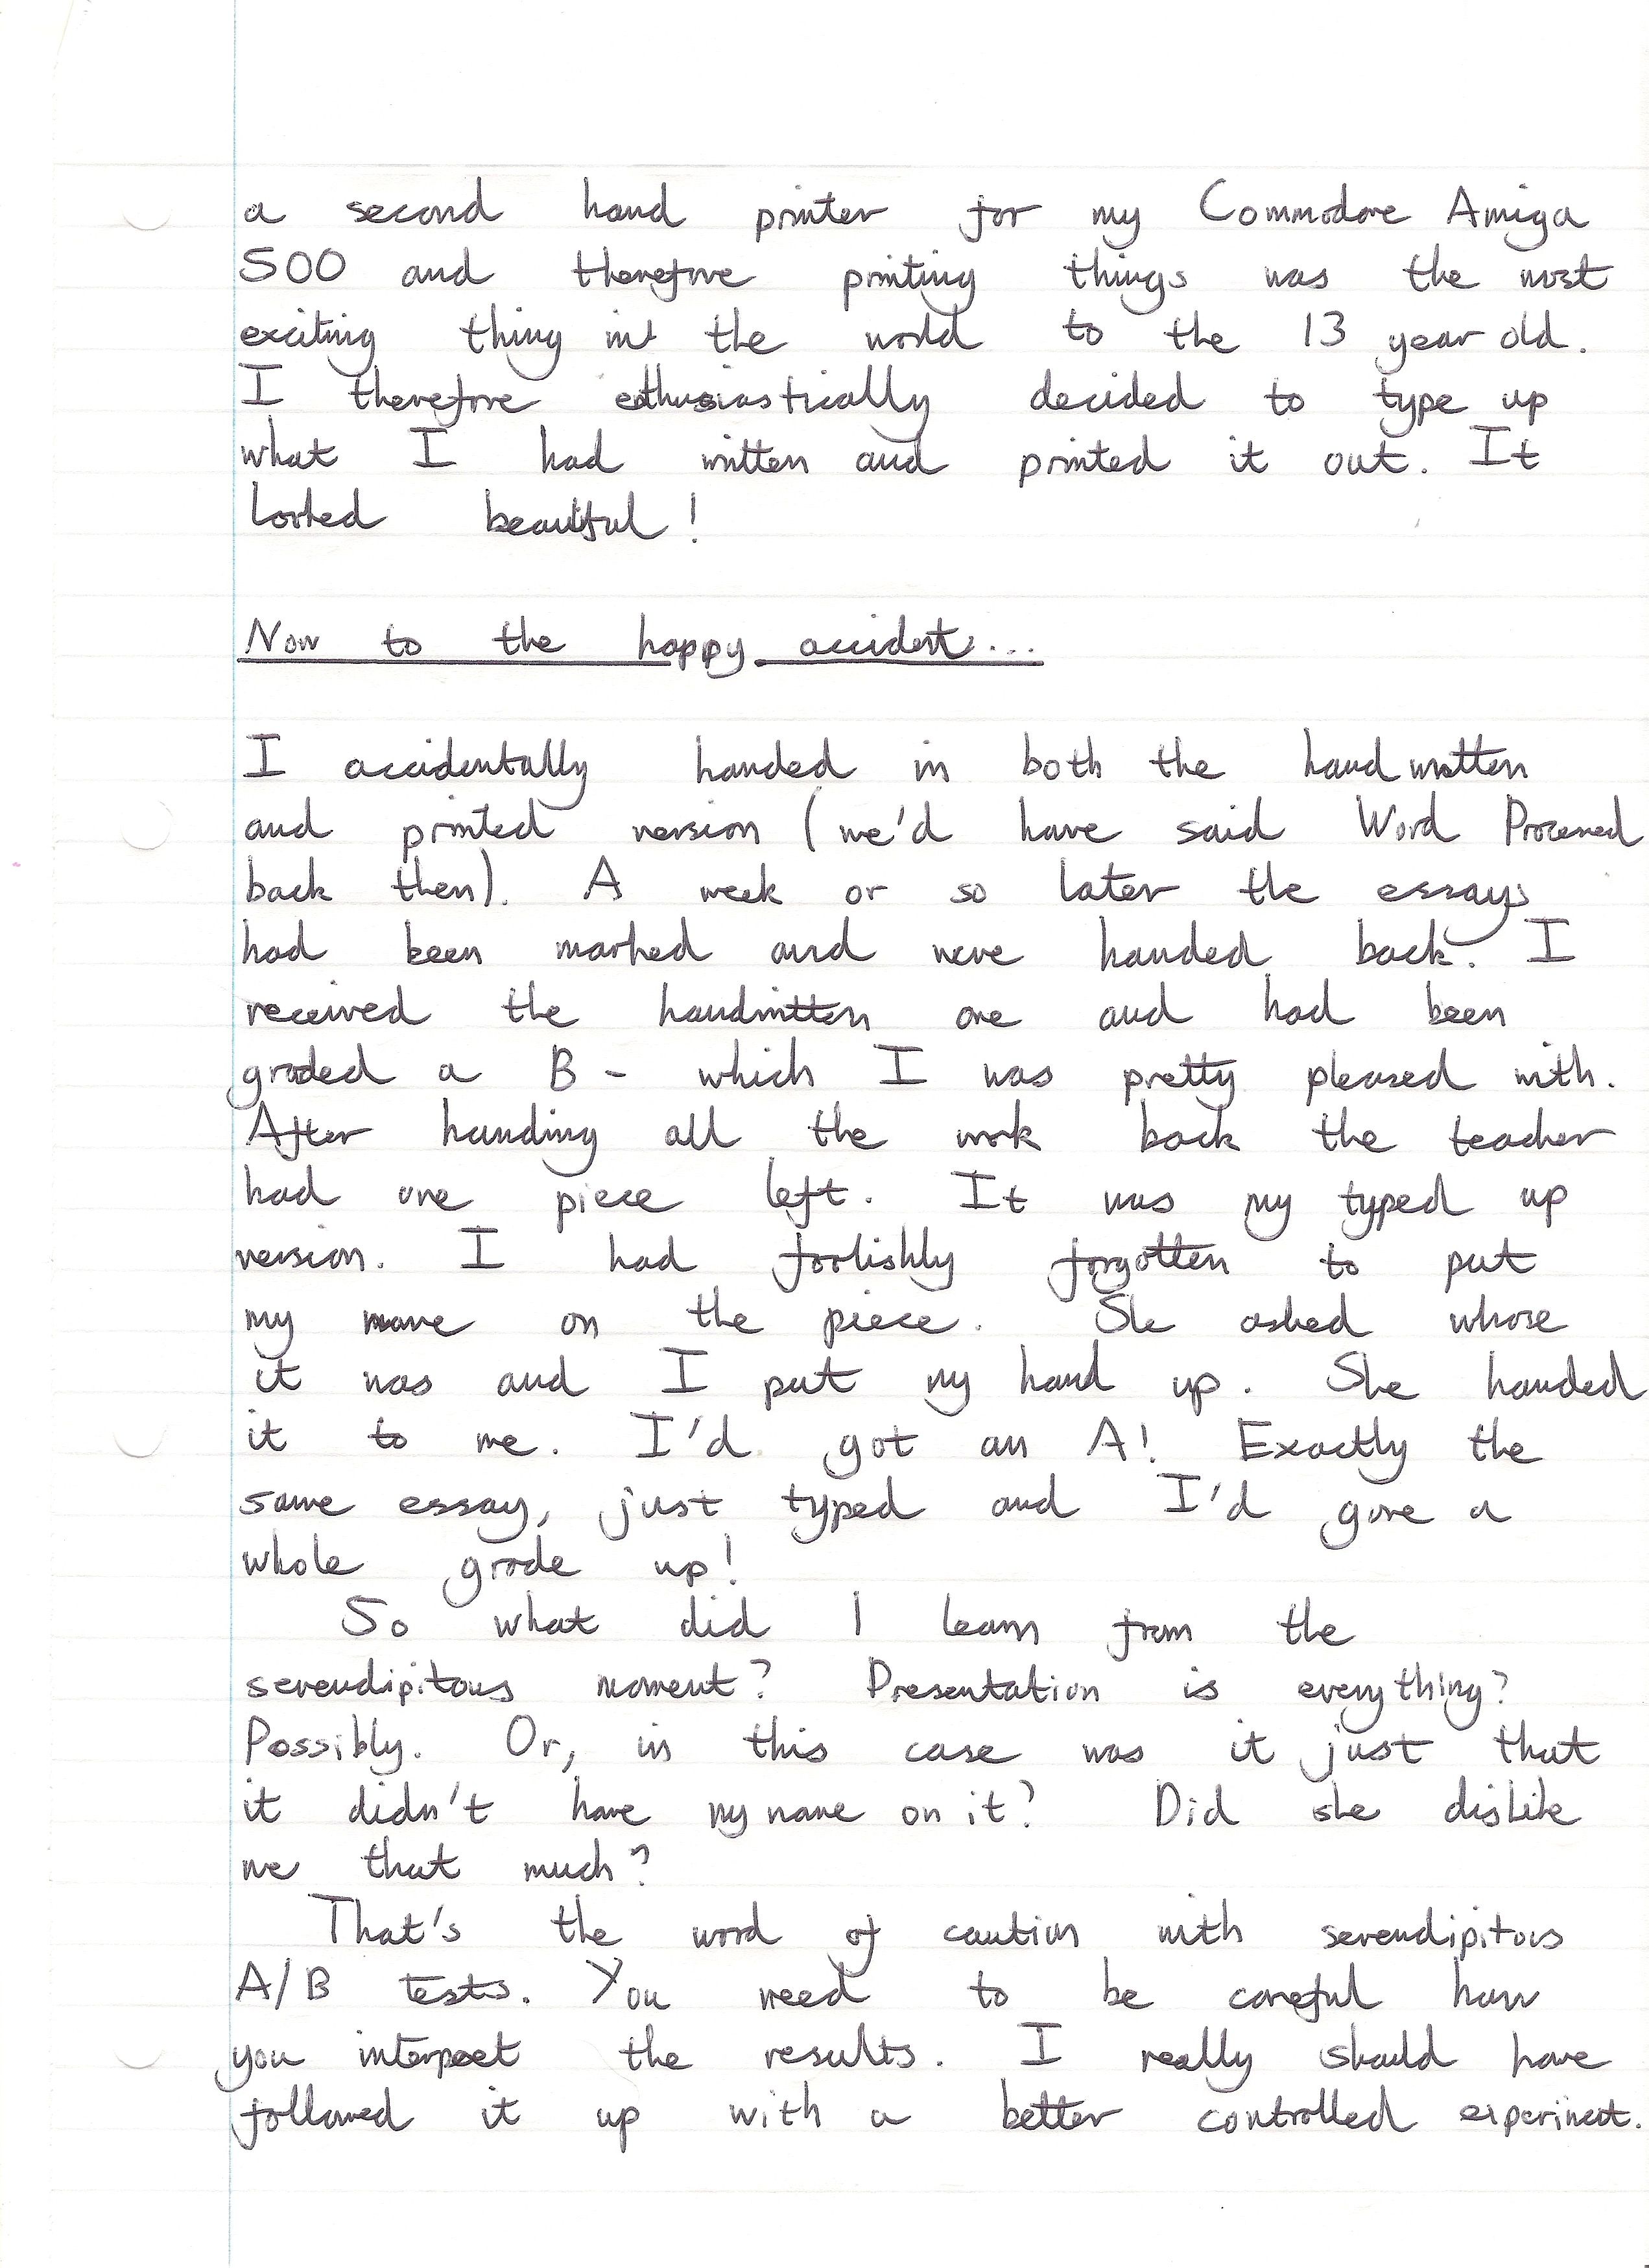 a second hand printer for my Commodore Amiga
500 and therefore printing things was the most
exciting thing in the world to the 13 year old.
I therefore enthusiastically decided to type up
what I had written and printed it out. It
looked beautiful!
Now to the happy accident...
I accidentally handed in both the handwritten
and printed version (we'd have said Word Processed
back then). A week or so later the essays
had been marked and were handed back. I
received the handwritten one and had been
graded a B - which I was pretty pleased with.
After handing all the work back the teacher
had one piece left. It was my typed up
version. I had foolishly forgotten to put
my name on the piece. She asked whose
it was and I put my hand up. She handed
it to me. I'd got an A! Exactly the
same essay, just typed and I'd gone a
whole grade up!
So what did I learn from the
serendipitous moment? Presentation is everything?
Possibly. Or, in this case was it just that
it didn't have my name on it? Did she dislike
me that much?
That's the word of caution with serendipitous
A/B tests. You need to be careful how
you interpret the results. I really should have
followed it up with a better controlled experiment.